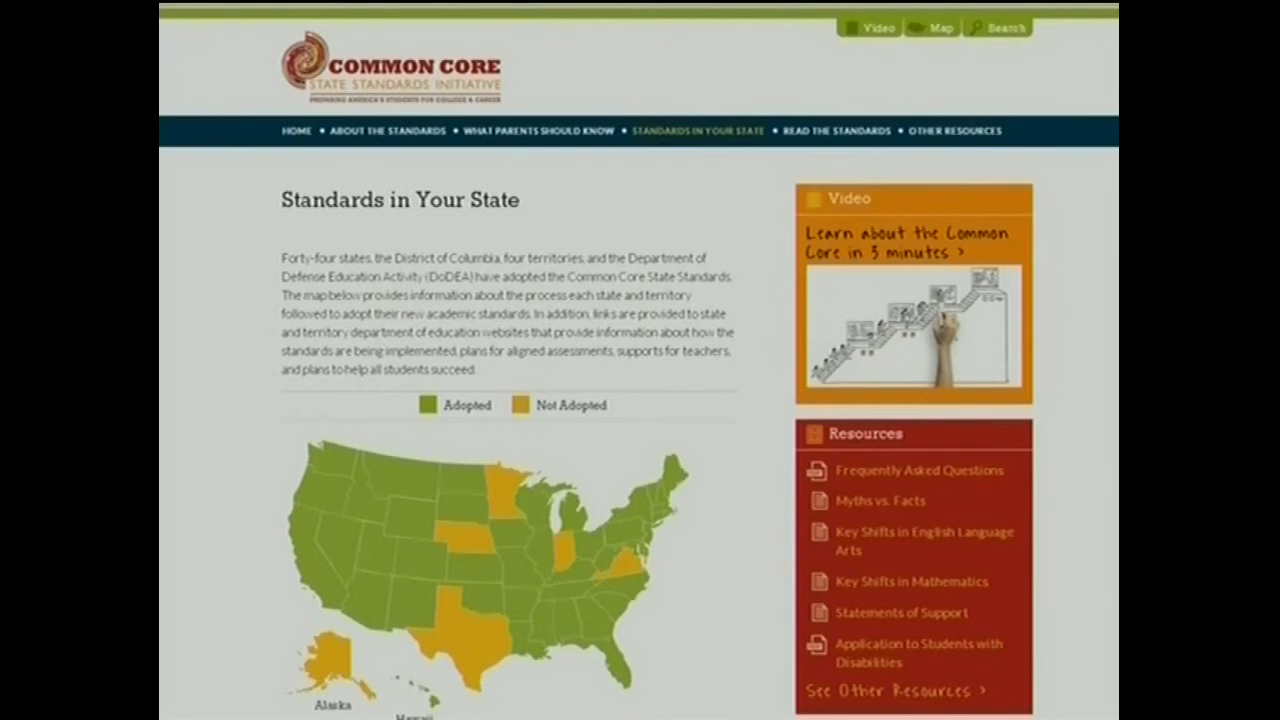 Video
Map
Search
COMMON CORE
STATE STANDARDS INITIATIVE
PREPARING AMERICA'S STUDENTS FOR COLLEGE & CAREER
HOME • ABOUT THE STANDARDS • WHAT PARENTS SHOULD KNOW • STANDARDS IN YOUR STATE • READ THE STANDARDS • OTHER RESOURCES
Standards in Your State
Forty-four states, the District of Columbia, four territories, and the Department of
Defense Education Activity (DoDEA) have adopted the Common Core State Standards.
The map below provides information about the process each state and territory
followed to adopt their new academic standards. In addition, links are provided to state
and territory department of education websites that provide information about how the
standards are being implemented, plans for aligned assessments, supports for teachers,
and plans to help all students succeed.
Adopted
Not Adopted
Alaska
Hawaii
Video
Learn about the Common
Core in 3 minutes >
Resources
Frequently Asked Questions
Myths vs. Facts
Key Shifts in English Language
Arts
Key Shifts in Mathematics
Statements of Support
Application to Students with
Disabilities
See Other Resources >